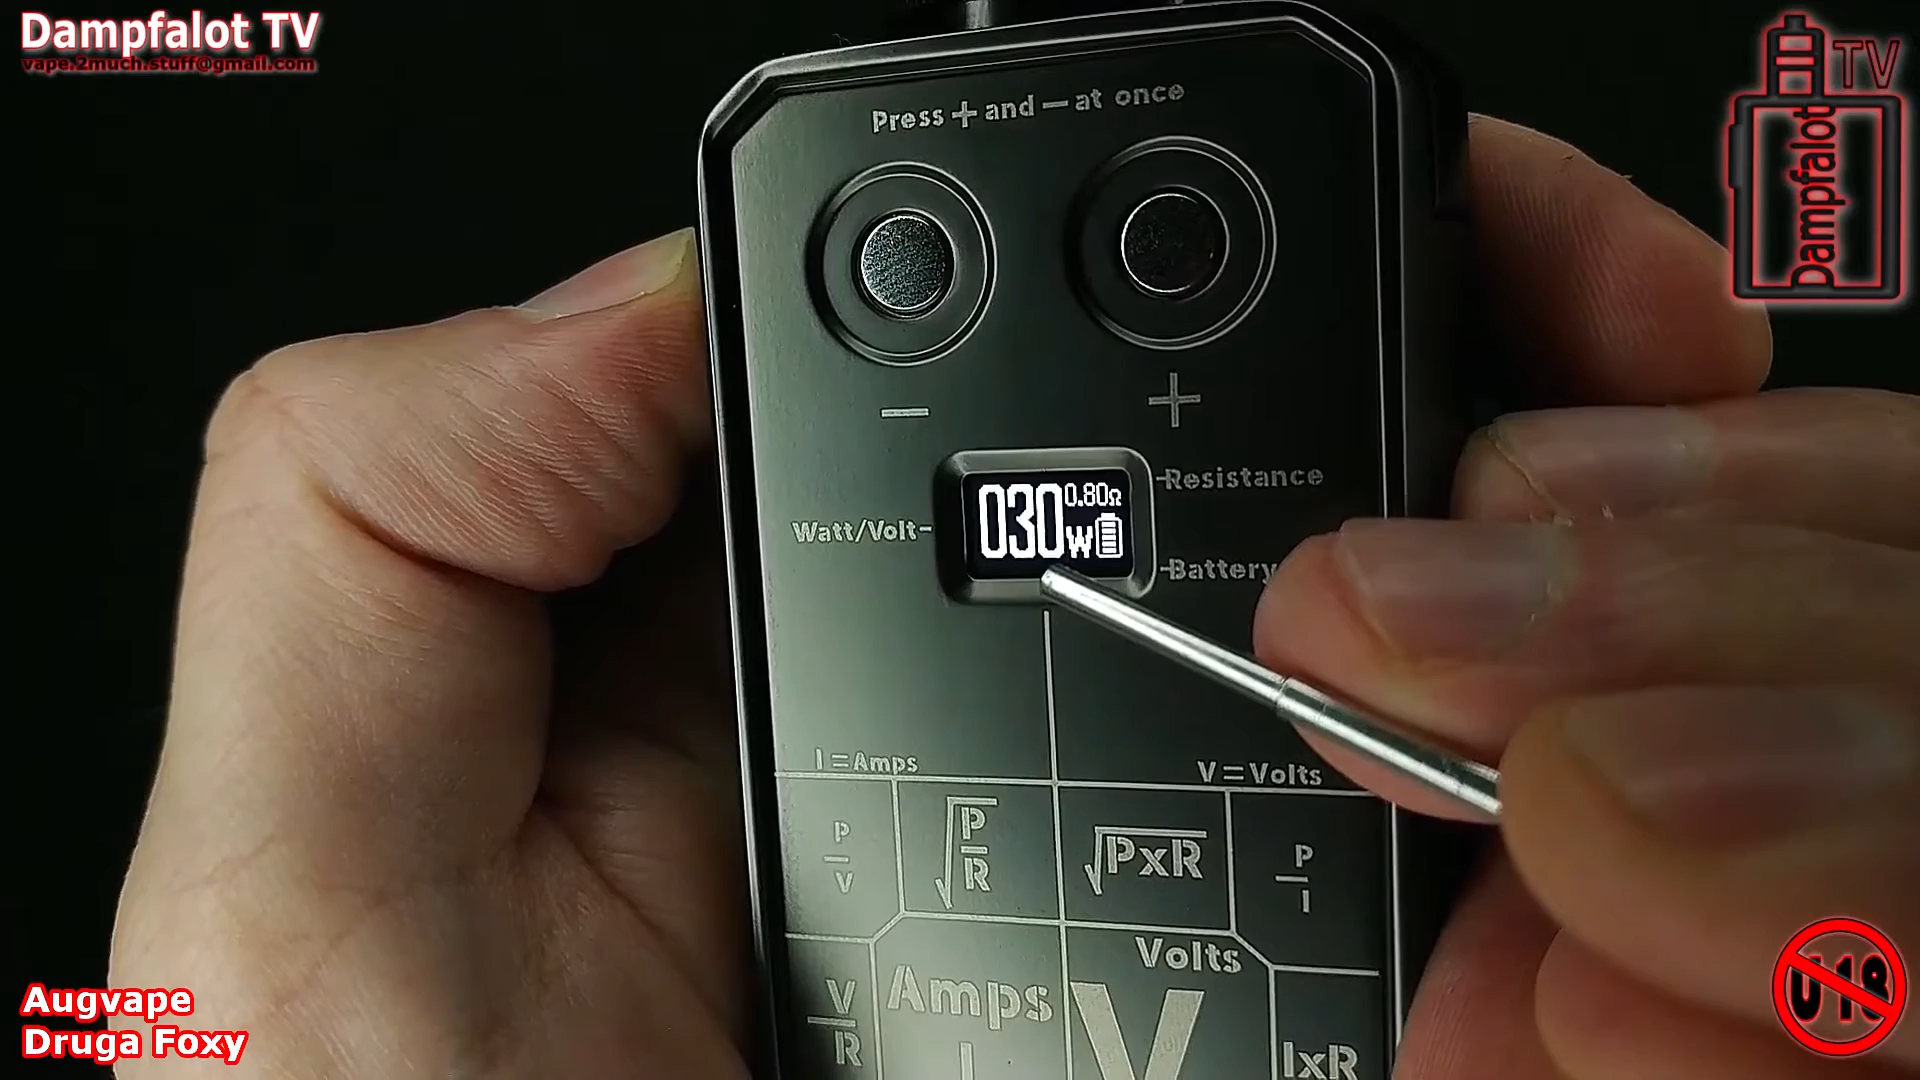 Dampfalot TV
vape.2much.stuff@gmail.com
TV
Dampfalot
Press + and — at once
— +
Resistance
030 0.80Ω
W
Watt/Volt
Battery
I=Amps
V=Volts
P
V
√P
R
√PxR
P
I
V
R
Amps
I
Volts
V
IxR
Augvape
Druga Foxy
U18